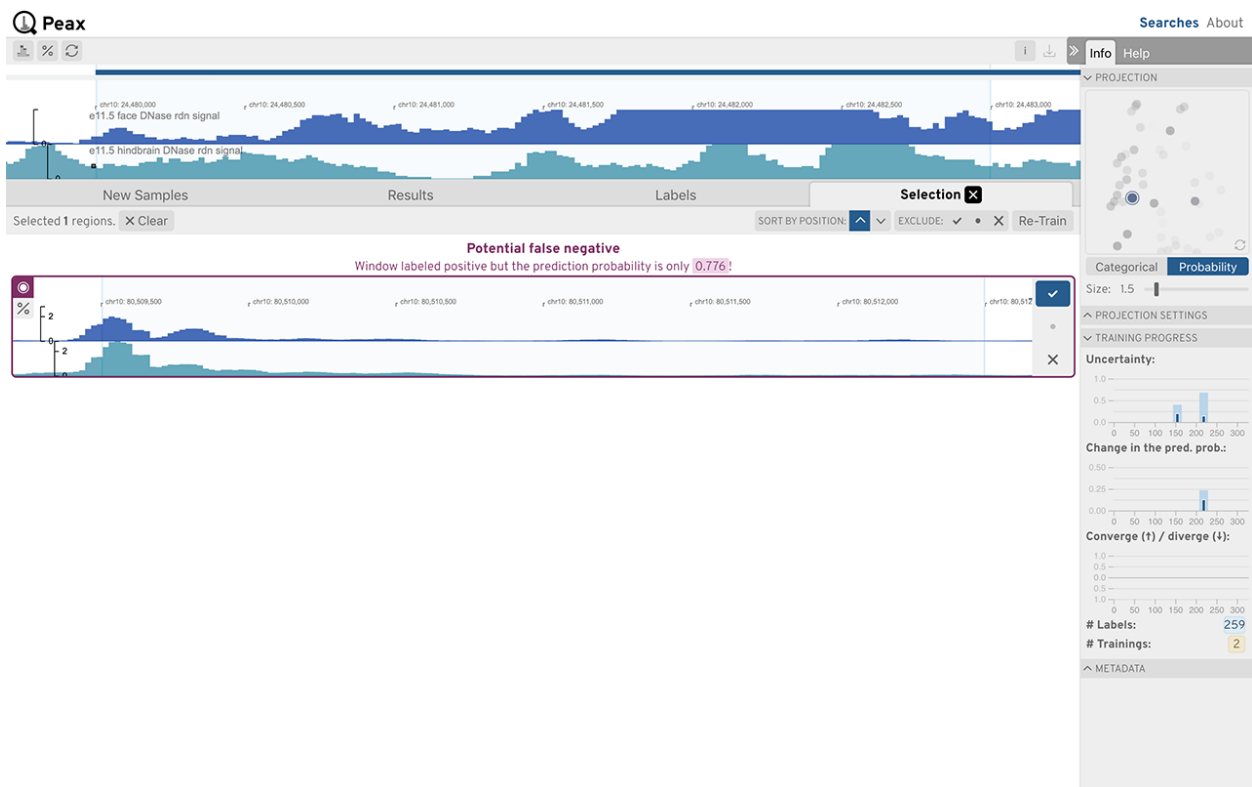 Peax
Searches About
Info Help
chr10: 24,480,000 chr10: 24,480,500 chr10: 24,481,000 chr10: 24,481,500 chr10: 24,482,000 chr10: 24,482,500 chr10: 24,483,000
e11.5 face DNase rdn signal
0
e11.5 hindbrain DNase rdn signal
0
New Samples Results Labels Selection
Selected 1 regions. Clear SORT BY POSITION: EXCLUDE: Re-Train
Potential false negative
Window labeled positive but the prediction probability is only 0.776 !
chr10: 80,509,500 chr10: 80,510,000 chr10: 80,510,500 chr10: 80,511,000 chr10: 80,511,500 chr10: 80,512,000 chr10: 80,512
2
0
2
0
PROJECTION
Categorical Probability
Size: 1.5
PROJECTION SETTINGS
TRAINING PROGRESS
Uncertainty:
1.0
0.5
0.0
0 50 100 150 200 250 300
Change in the pred. prob.:
0.50
0.25
0.00
0 50 100 150 200 250 300
Converge (↑) / diverge (↓):
1.0
0.5
0.0
0.5
1.0
0 50 100 150 200 250 300
# Labels: 259
# Trainings: 2
METADATA